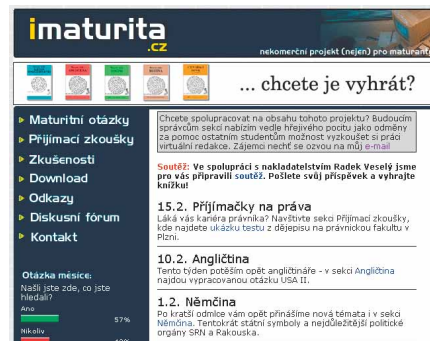 imaturita
.cz
nekomerční projekt (nejen) pro maturanty
... chcete je vyhrát?
Maturitní otázky
Přijímací zkoušky
Zkušenosti
Download
Odkazy
Diskusní fórum
Kontakt
Otázka měsíce:
Našli jste zde, co jste
hledali?
Ano
57%
Nikoliv
Chcete spolupracovat na obsahu tohoto projektu? Budoucím
správcům sekcí nabízím vedle hřejivého pocitu jako odměny
za pomoc ostatním studentům možnost vyzkoušet si práci
virtuální redakce. Zájemci nechť se ozvou na můj e-mail
Soutěž: Ve spolupráci s nakladatelstvím Radek Veselý jsme
pro vás připravili soutěž. Pošlete svůj příspěvek a vyhrajte
knížku!
15.2. Příjímačky na práva
Láká vás kariéra právníka? Navštivte sekci Přijímací zkoušky,
kde najdete ukázku testu z dějepisu na právnickou fakultu v
Plzni.
10.2. Angličtina
Tento týden potěším opět angličtináře - v sekci Angličtina
najdou vypracovanou otázku USA II.
1.2. Němčina
Po kratší odmlce vám opět přinášíme nová témata i v sekci
Němčina. Tentokrát státní symboly a nejdůležitější politické
orgány SRN a Rakouska.